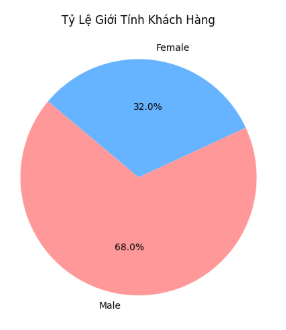 Tỷ Lệ Giới Tính Khách Hàng
Female
32.0%
68.0%
Male